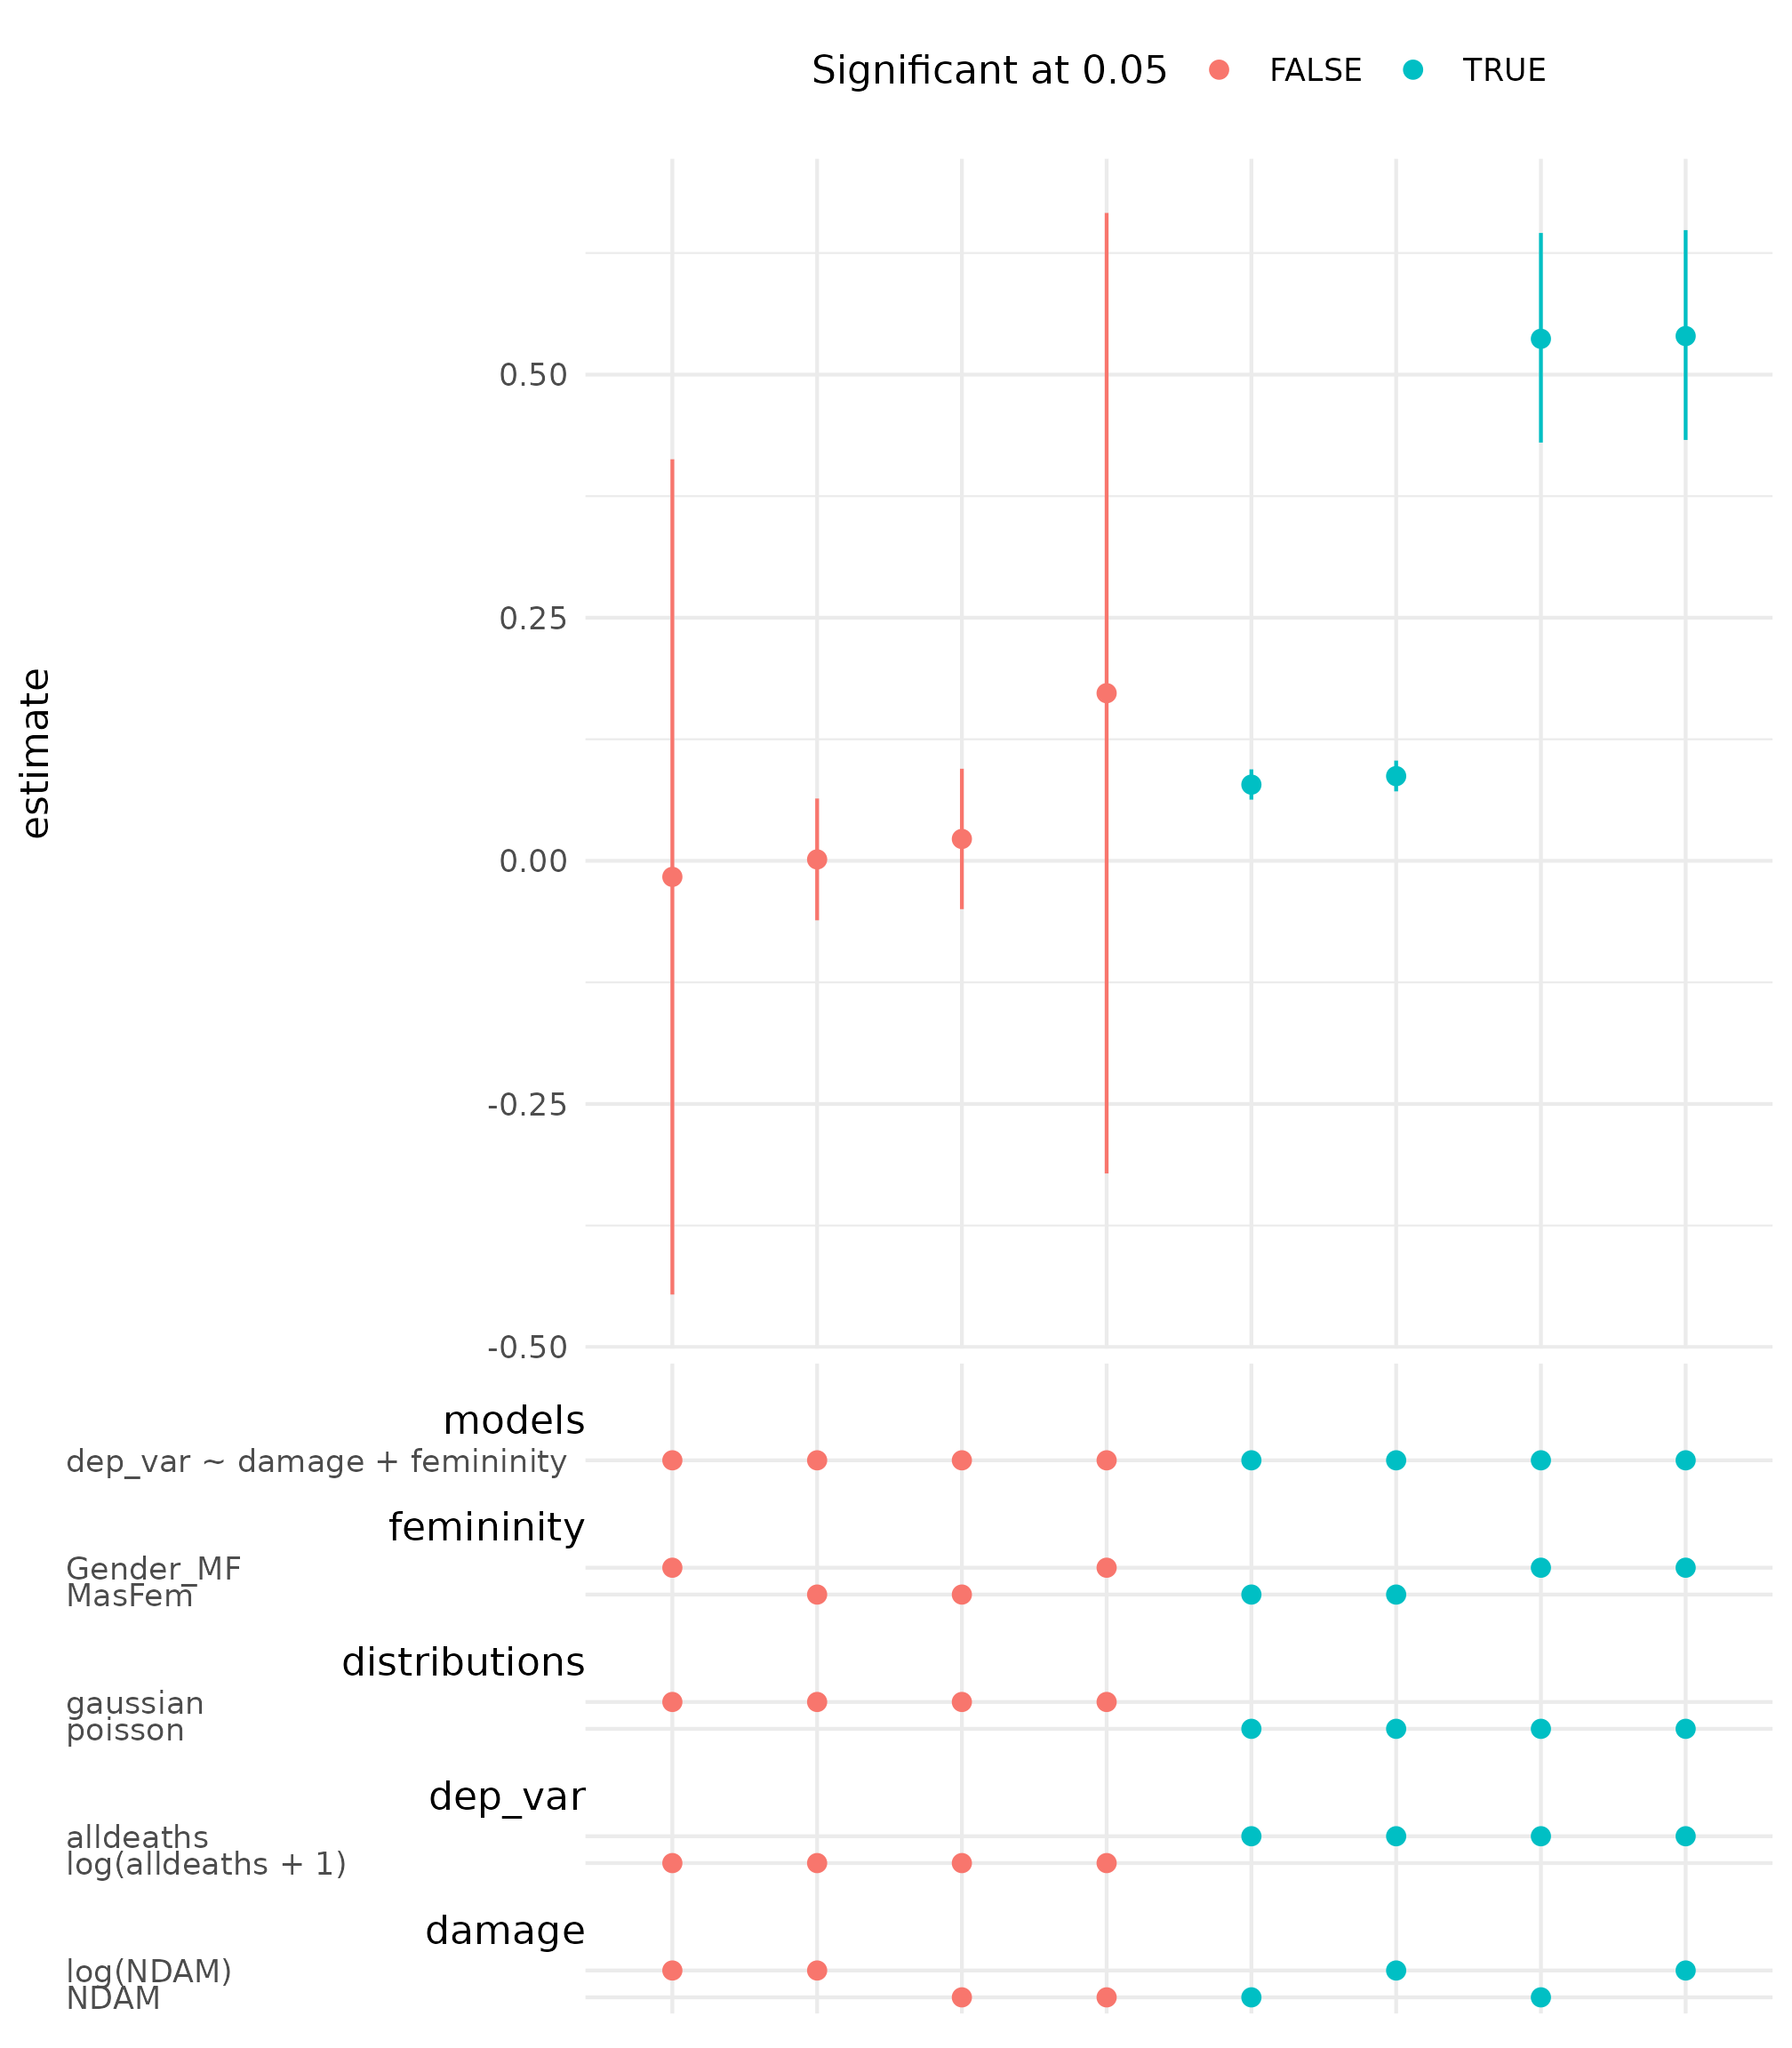 Significant at 0.05 FALSE TRUE
estimate
0.50
0.25
0.00
-0.25
-0.50
models
dep_var ~ damage + femininity
femininity
Gender_MF
MasFem
distributions
gaussian
poisson
dep_var
alldeaths
log(alldeaths + 1)
damage
log(NDAM)
NDAM